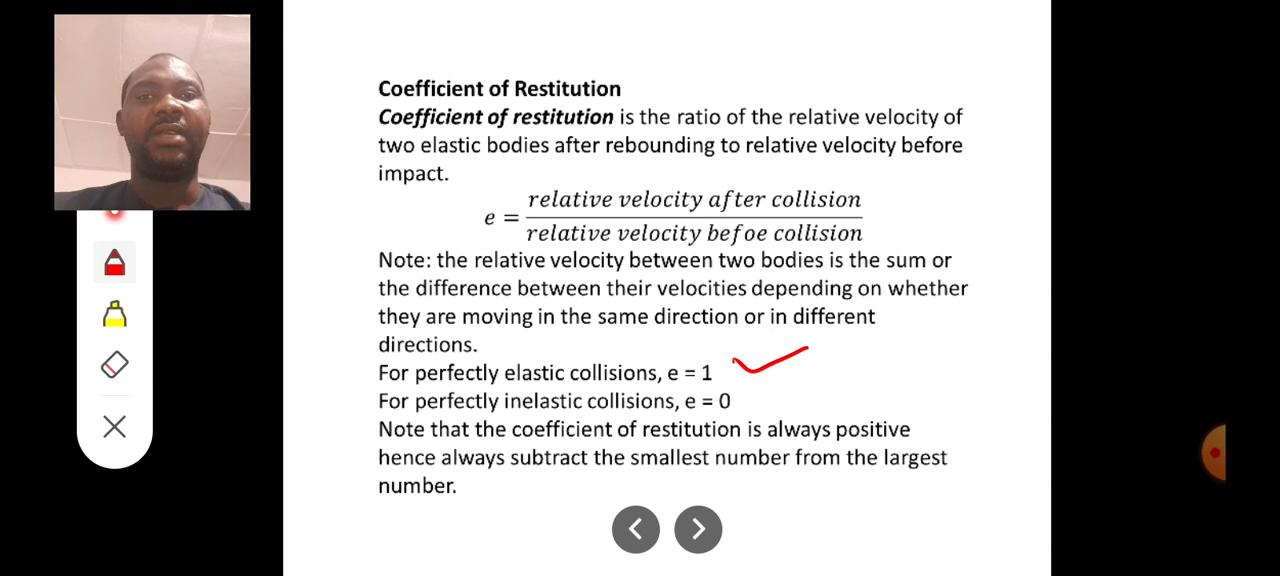 Coefficient of Restitution
Coefficient of restitution is the ratio of the relative velocity of
two elastic bodies after rebounding to relative velocity before
impact.
e = relative velocity after collision / relative velocity befoe collision
Note: the relative velocity between two bodies is the sum or
the difference between their velocities depending on whether
they are moving in the same direction or in different
directions.
For perfectly elastic collisions, e = 1
For perfectly inelastic collisions, e = 0
Note that the coefficient of restitution is always positive
hence always subtract the smallest number from the largest
number.